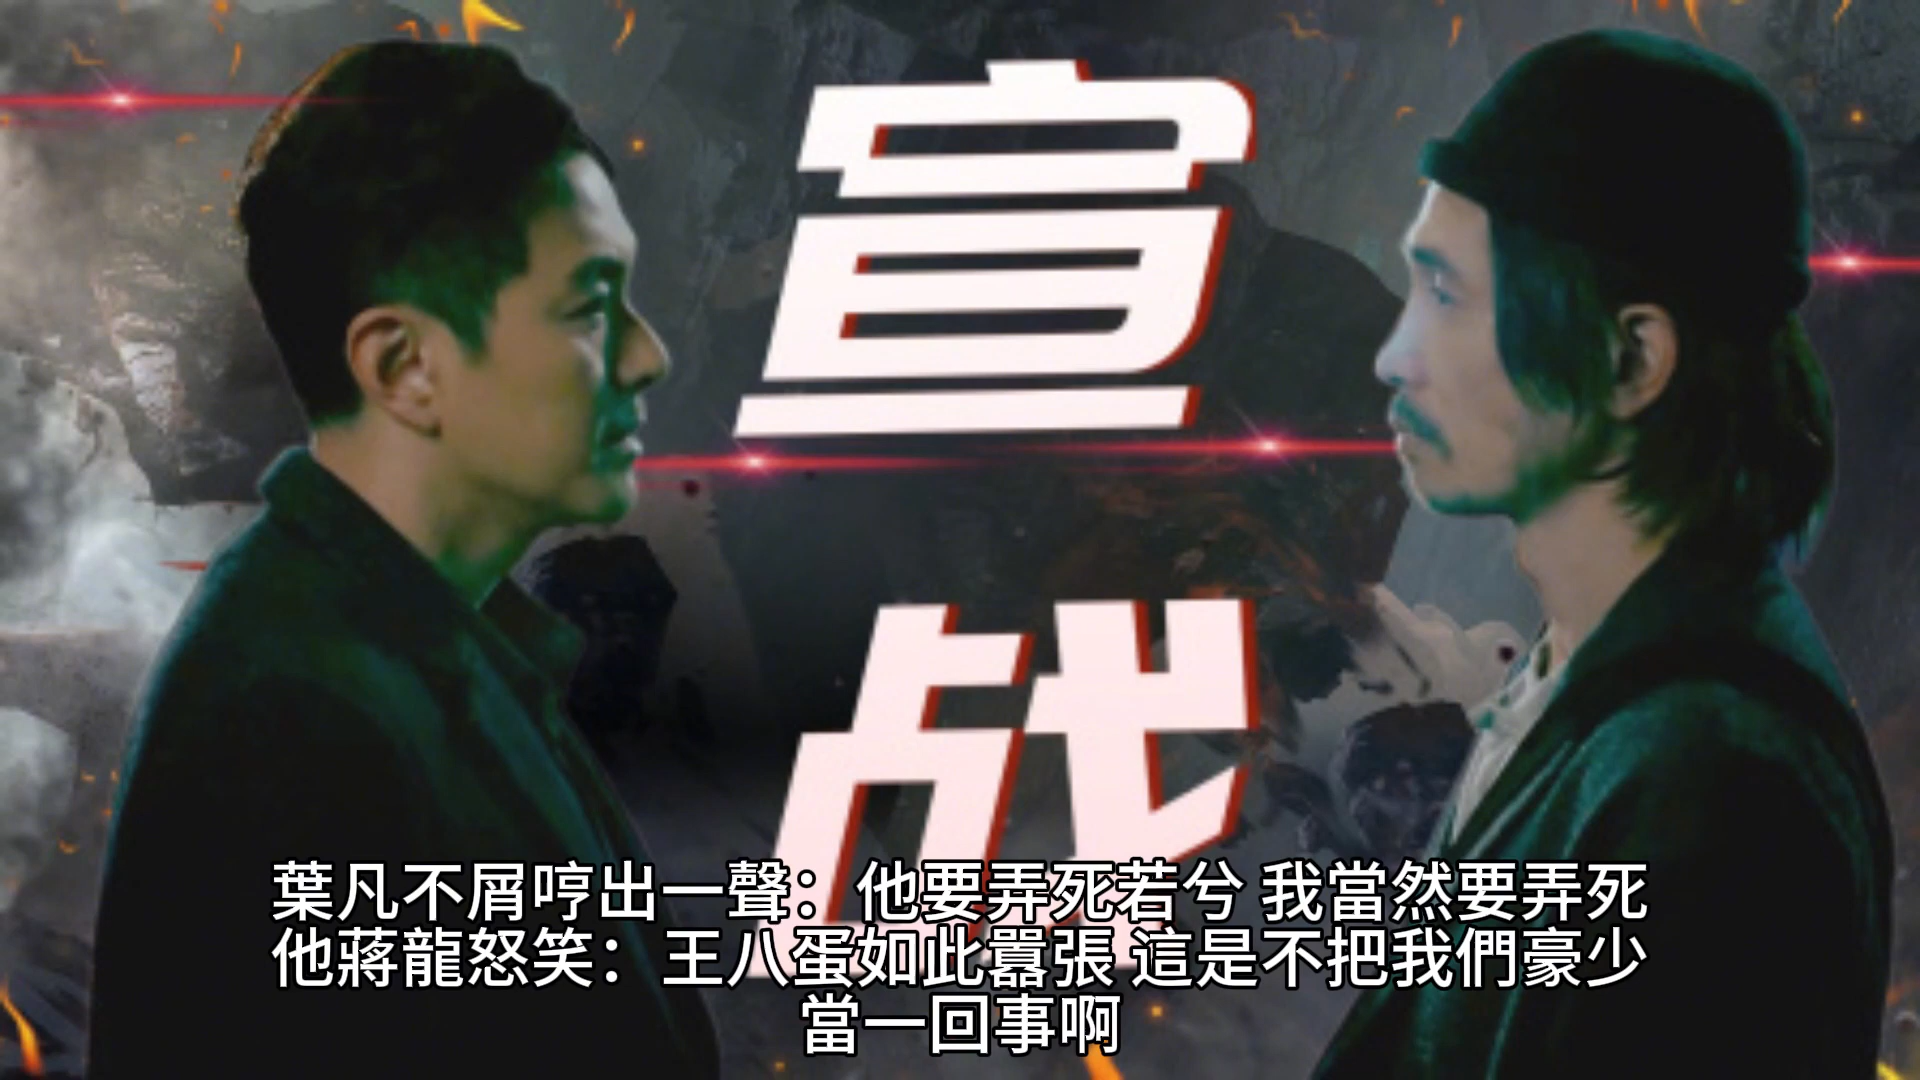 宣
战
葉凡不屑哼出一聲：他要弄死若兮 我當然要弄死
他蔣龍怒笑：王八蛋如此囂張 這是不把我們豪少
當一回事啊